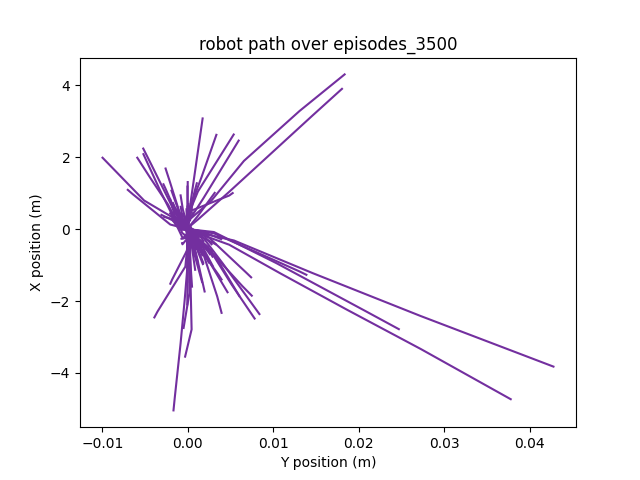 robot path over episodes_3500
X position (m)
4
2
0
−2
−4
−0.01 0.00 0.01 0.02 0.03 0.04
Y position (m)